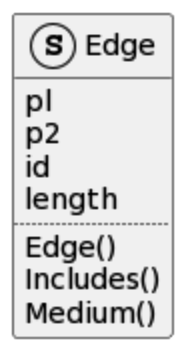 S Edge
pl
p2
id
length
Edge()
Includes()
Medium()